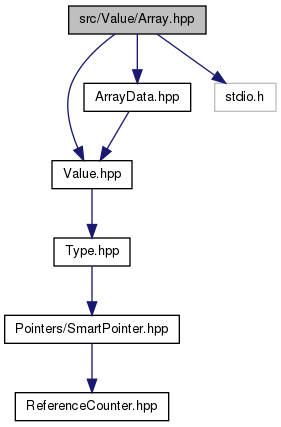 src/Value/Array.hpp
ArrayData.hpp
stdio.h
Value.hpp
Type.hpp
Pointers/SmartPointer.hpp
ReferenceCounter.hpp